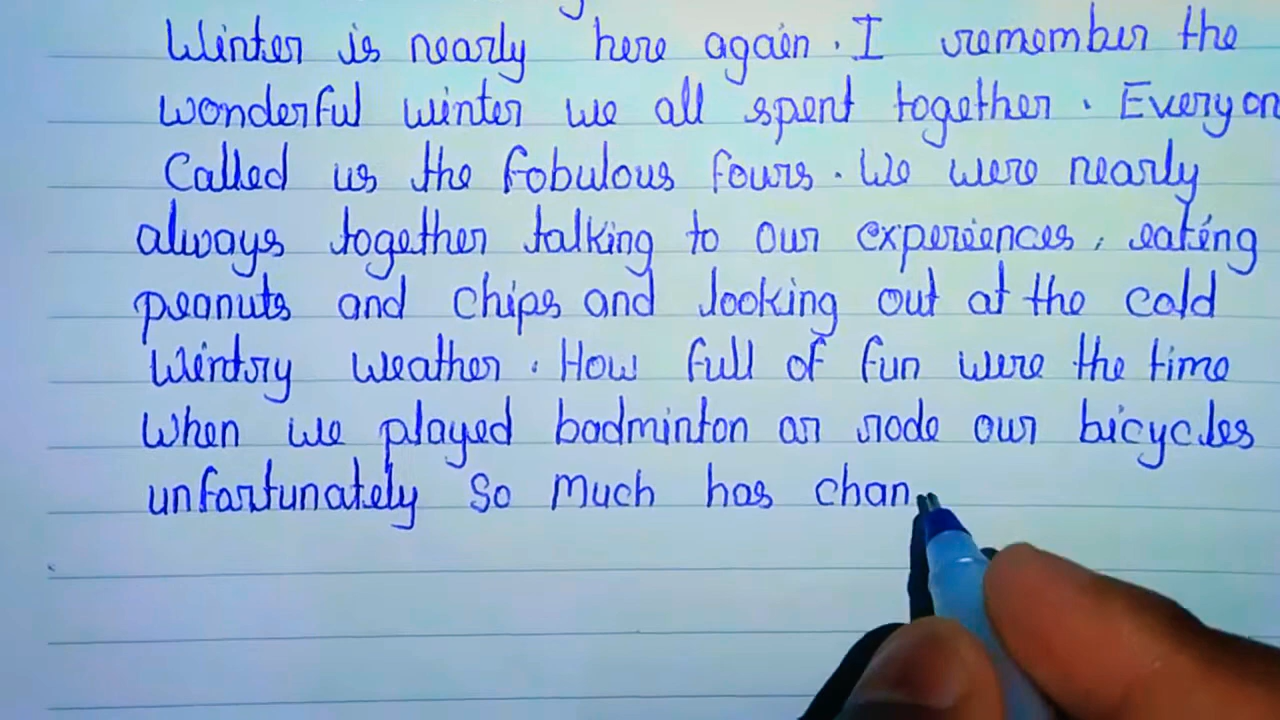 Winter is nearly here again. I remember the
wonderful winter we all spent together. Everyon
Called us the fobulous fours. We were nearly
always together talking to our experiences, eating
peanuts and chips and looking out at the cold
Wintry weather. How full of fun were the time
when we played badminton or rode our bicycles
unfortunately so much has chan